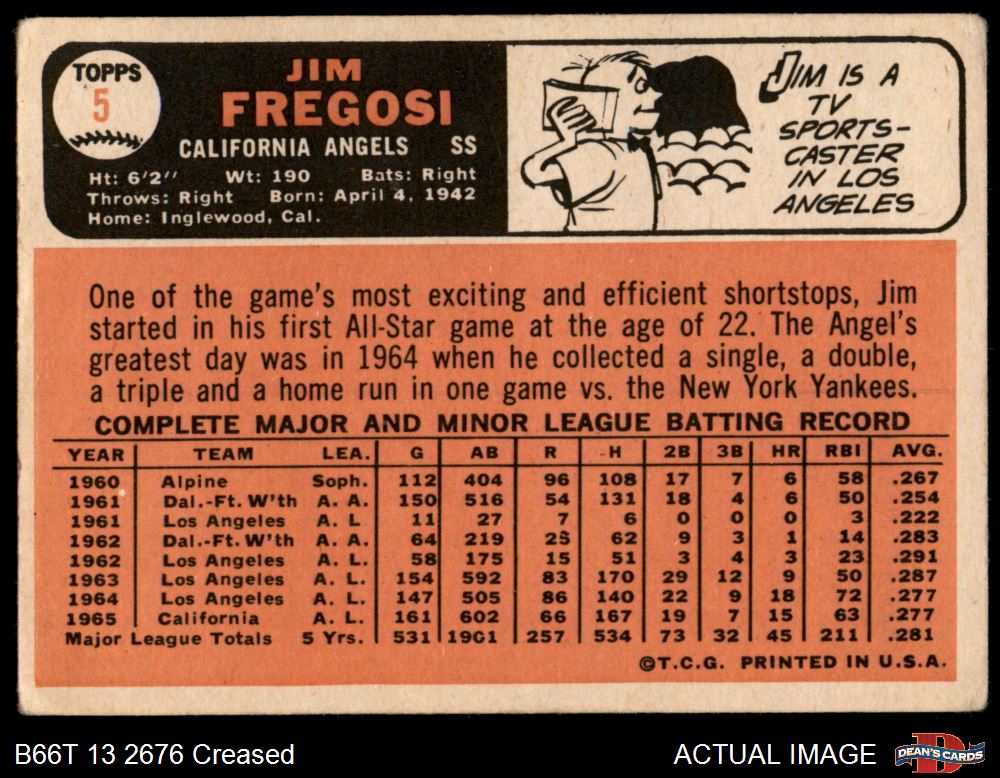 TOPPS
5
JIM
FREGOSI
CALIFORNIA ANGELS SS
Ht: 6'2" Wt: 190 Bats: Right
Throws: Right Born: April 4, 1942
Home: Inglewood, Cal.
JIM IS A
TV
SPORTS-
CASTER
IN LOS
ANGELES
One of the game's most exciting and efficient shortstops, Jim
started in his first All-Star game at the age of 22. The Angel's
greatest day was in 1964 when he collected a single, a double,
a triple and a home run in one game vs. the New York Yankees.
COMPLETE MAJOR AND MINOR LEAGUE BATTING RECORD
YEAR TEAM LEA. G AB R H 2B 3B HR RBI AVG.
1960 Alpine Soph. 112 404 96 108 17 7 6 58 .267
1961 Dal.-Ft. W'th A. A. 150 516 54 131 18 4 6 50 .254
1961 Los Angeles A. L 11 27 7 6 0 0 0 3 .222
1962 Dal.-Ft. W'th A. A. 64 219 62 9 3 1 14 .283
1962 Los Angeles A. L. 58 175 15 51 3 4 3 23 .291
1963 Los Angeles A. L. 154 592 83 170 29 12 9 50 .287
1964 Los Angeles A. L. 147 505 86 140 22 9 18 72 .277
1965 California A. L. 161 602 66 167 19 7 15 63 .277
Major League Totals 5 Yrs. 531 1901 257 534 73 32 45 211 .281
©T.C.G. PRINTED IN U.S.A.
B66T 13 2676 Creased
ACTUAL IMAGE
DEAN'S CARDS